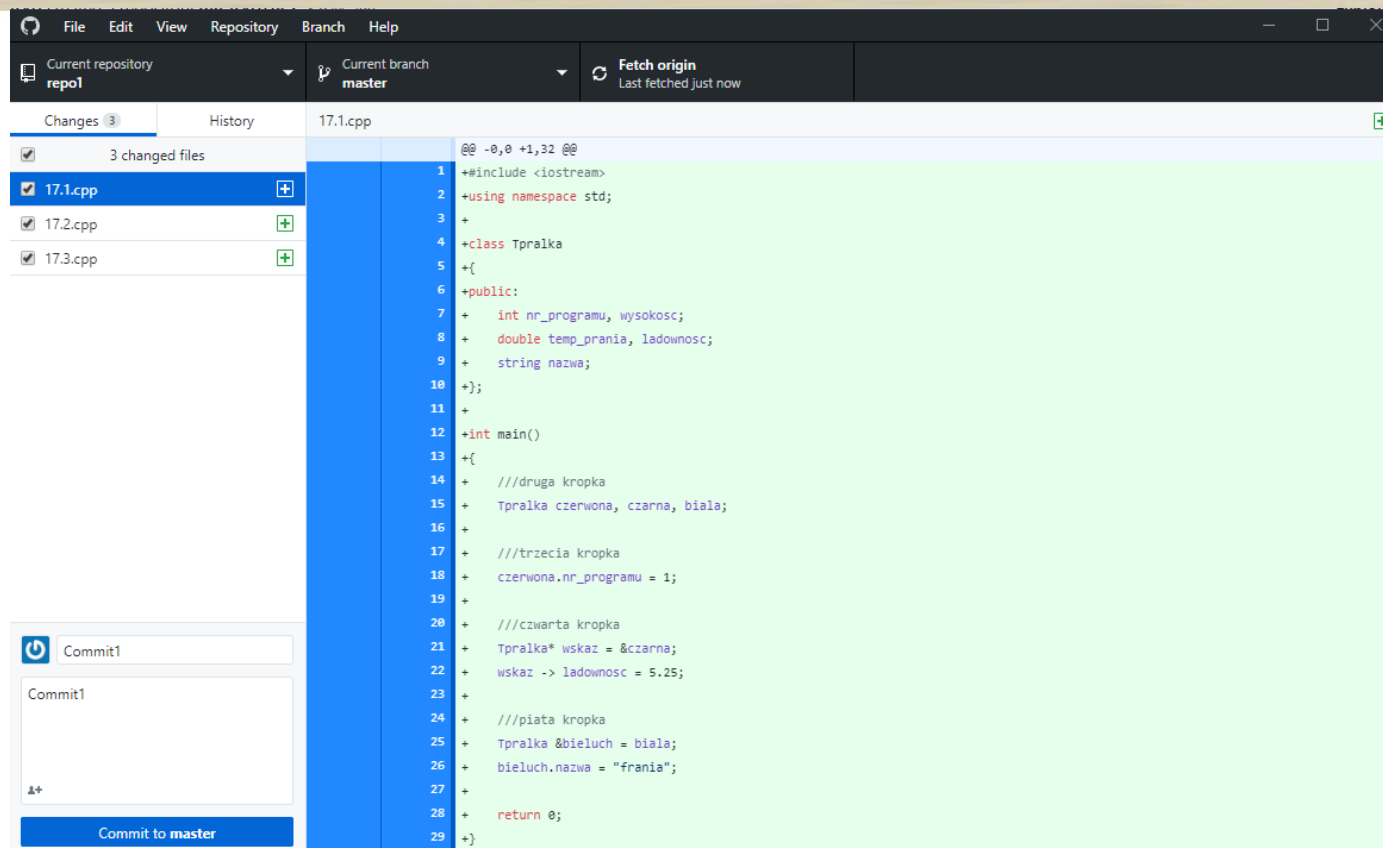 File Edit View Repository Branch Help
Current repository
repo1
Current branch
master
Fetch origin
Last fetched just now
Changes 3
History
17.1.cpp
3 changed files
17.1.cpp
17.2.cpp
17.3.cpp
@@ -0,0 +1,32 @@
1 +#include <iostream>
2 +using namespace std;
3 +
4 +class Tpralka
5 +{
6 +public:
7 +    int nr_programu, wysokosc;
8 +    double temp_prania, ladownosc;
9 +    string nazwa;
10 +};
11 +
12 +int main()
13 +{
14 +    ///druga kropka
15 +    Tpralka czerwona, czarna, biala;
16 +
17 +    ///trzecia kropka
18 +    czerwona.nr_programu = 1;
19 +
20 +    ///czwarta kropka
21 +    Tpralka* wskaz = &czarna;
22 +    wskaz -> ladownosc = 5.25;
23 +
24 +    ///piata kropka
25 +    Tpralka &bieluch = biala;
26 +    bieluch.nazwa = "frania";
27 +
28 +    return 0;
29 +}
Commit1
Commit1
Commit to master